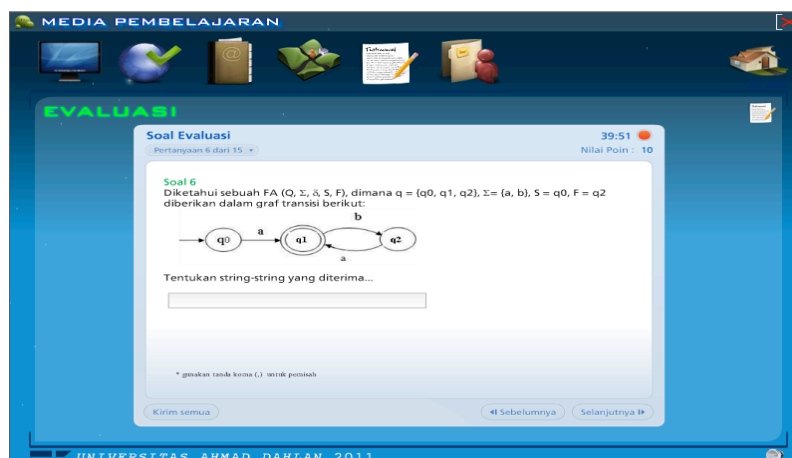 MEDIA PEMBELAJARAN
EVALUASI
Soal Evaluasi
39:51
Pertanyaan 6 dari 15
Nilai Poin : 10
Soal 6
Diketahui sebuah FA (Q, Σ, δ, S, F), dimana q = {q0, q1, q2}, Σ= {a, b}, S = q0, F = q2
diberikan dalam graf transisi berikut:
b
q0 a q1 q2
a
Tentukan string-string yang diterima...
* gunakan tanda koma (,) untuk pemisah
Kirim semua
Sebelumnya
Selanjutnya
UNIVERSITAS AHMAD DAHLAN 2011